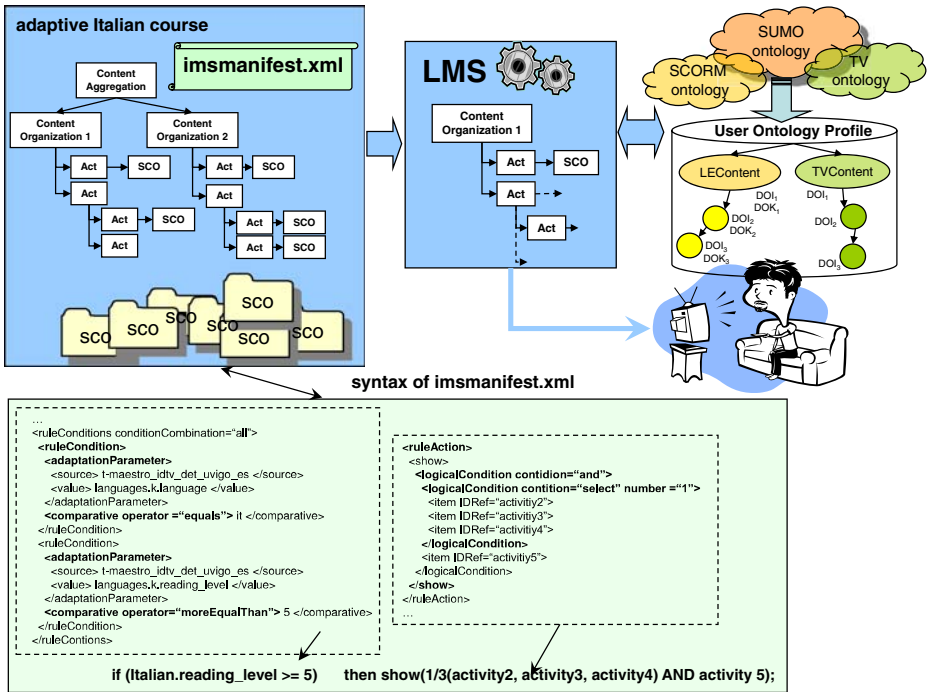 adaptive Italian course
imsmanifest.xml
Content
Aggregation
Content
Organization 1
Content
Organization 2
Act
SCO
Act
SCO
Act
Act
Act
SCO
Act
SCO
Act
Act
SCO
SCO
SCO
SCO
SCO
SCO
SCO
SCO
LMS
Content
Organization 1
Act
SCO
Act
Act
SUMO
ontology
SCORM
ontology
TV
ontology
User Ontology Profile
LEContent
TVContent
DOI1
DOK1
DOI1
DOI2
DOK2
DOI2
DOI3
DOK3
DOI3
syntax of imsmanifest.xml
…
<ruleConditions conditionCombination=“all”>
<ruleCondition>
<adaptationParameter>
<source> t-maestro_idtv_det_uvigo_es </source>
<value> languages.k.language </value>
</adaptationParameter>
<comparative operator =“equals”> it </comparative>
</ruleCondition>
<ruleCondition>
<adaptationParameter>
<source> t-maestro_idtv_det_uvigo_es </source>
<value> languages.k.reading_level </value>
</adaptationParameter>
<comparative operator=“moreEqualThan”> 5 </comparative>
</ruleCondition>
</ruleContions>
<ruleAction>
<show>
<logicalCondition contidion=“and”>
<logicalCondition contition=“select” number =“1”>
<item IDRef=“activitiy2”>
<item IDRef=“activitiy3”>
<item IDRef=“activitiy4”>
</logicalCondition>
<item IDRef=“activitiy5”>
</logicalCondition>
</show>
</ruleAction>
…
if (Italian.reading_level >= 5) then show(1/3(activity2, activity3, activity4) AND activity 5);